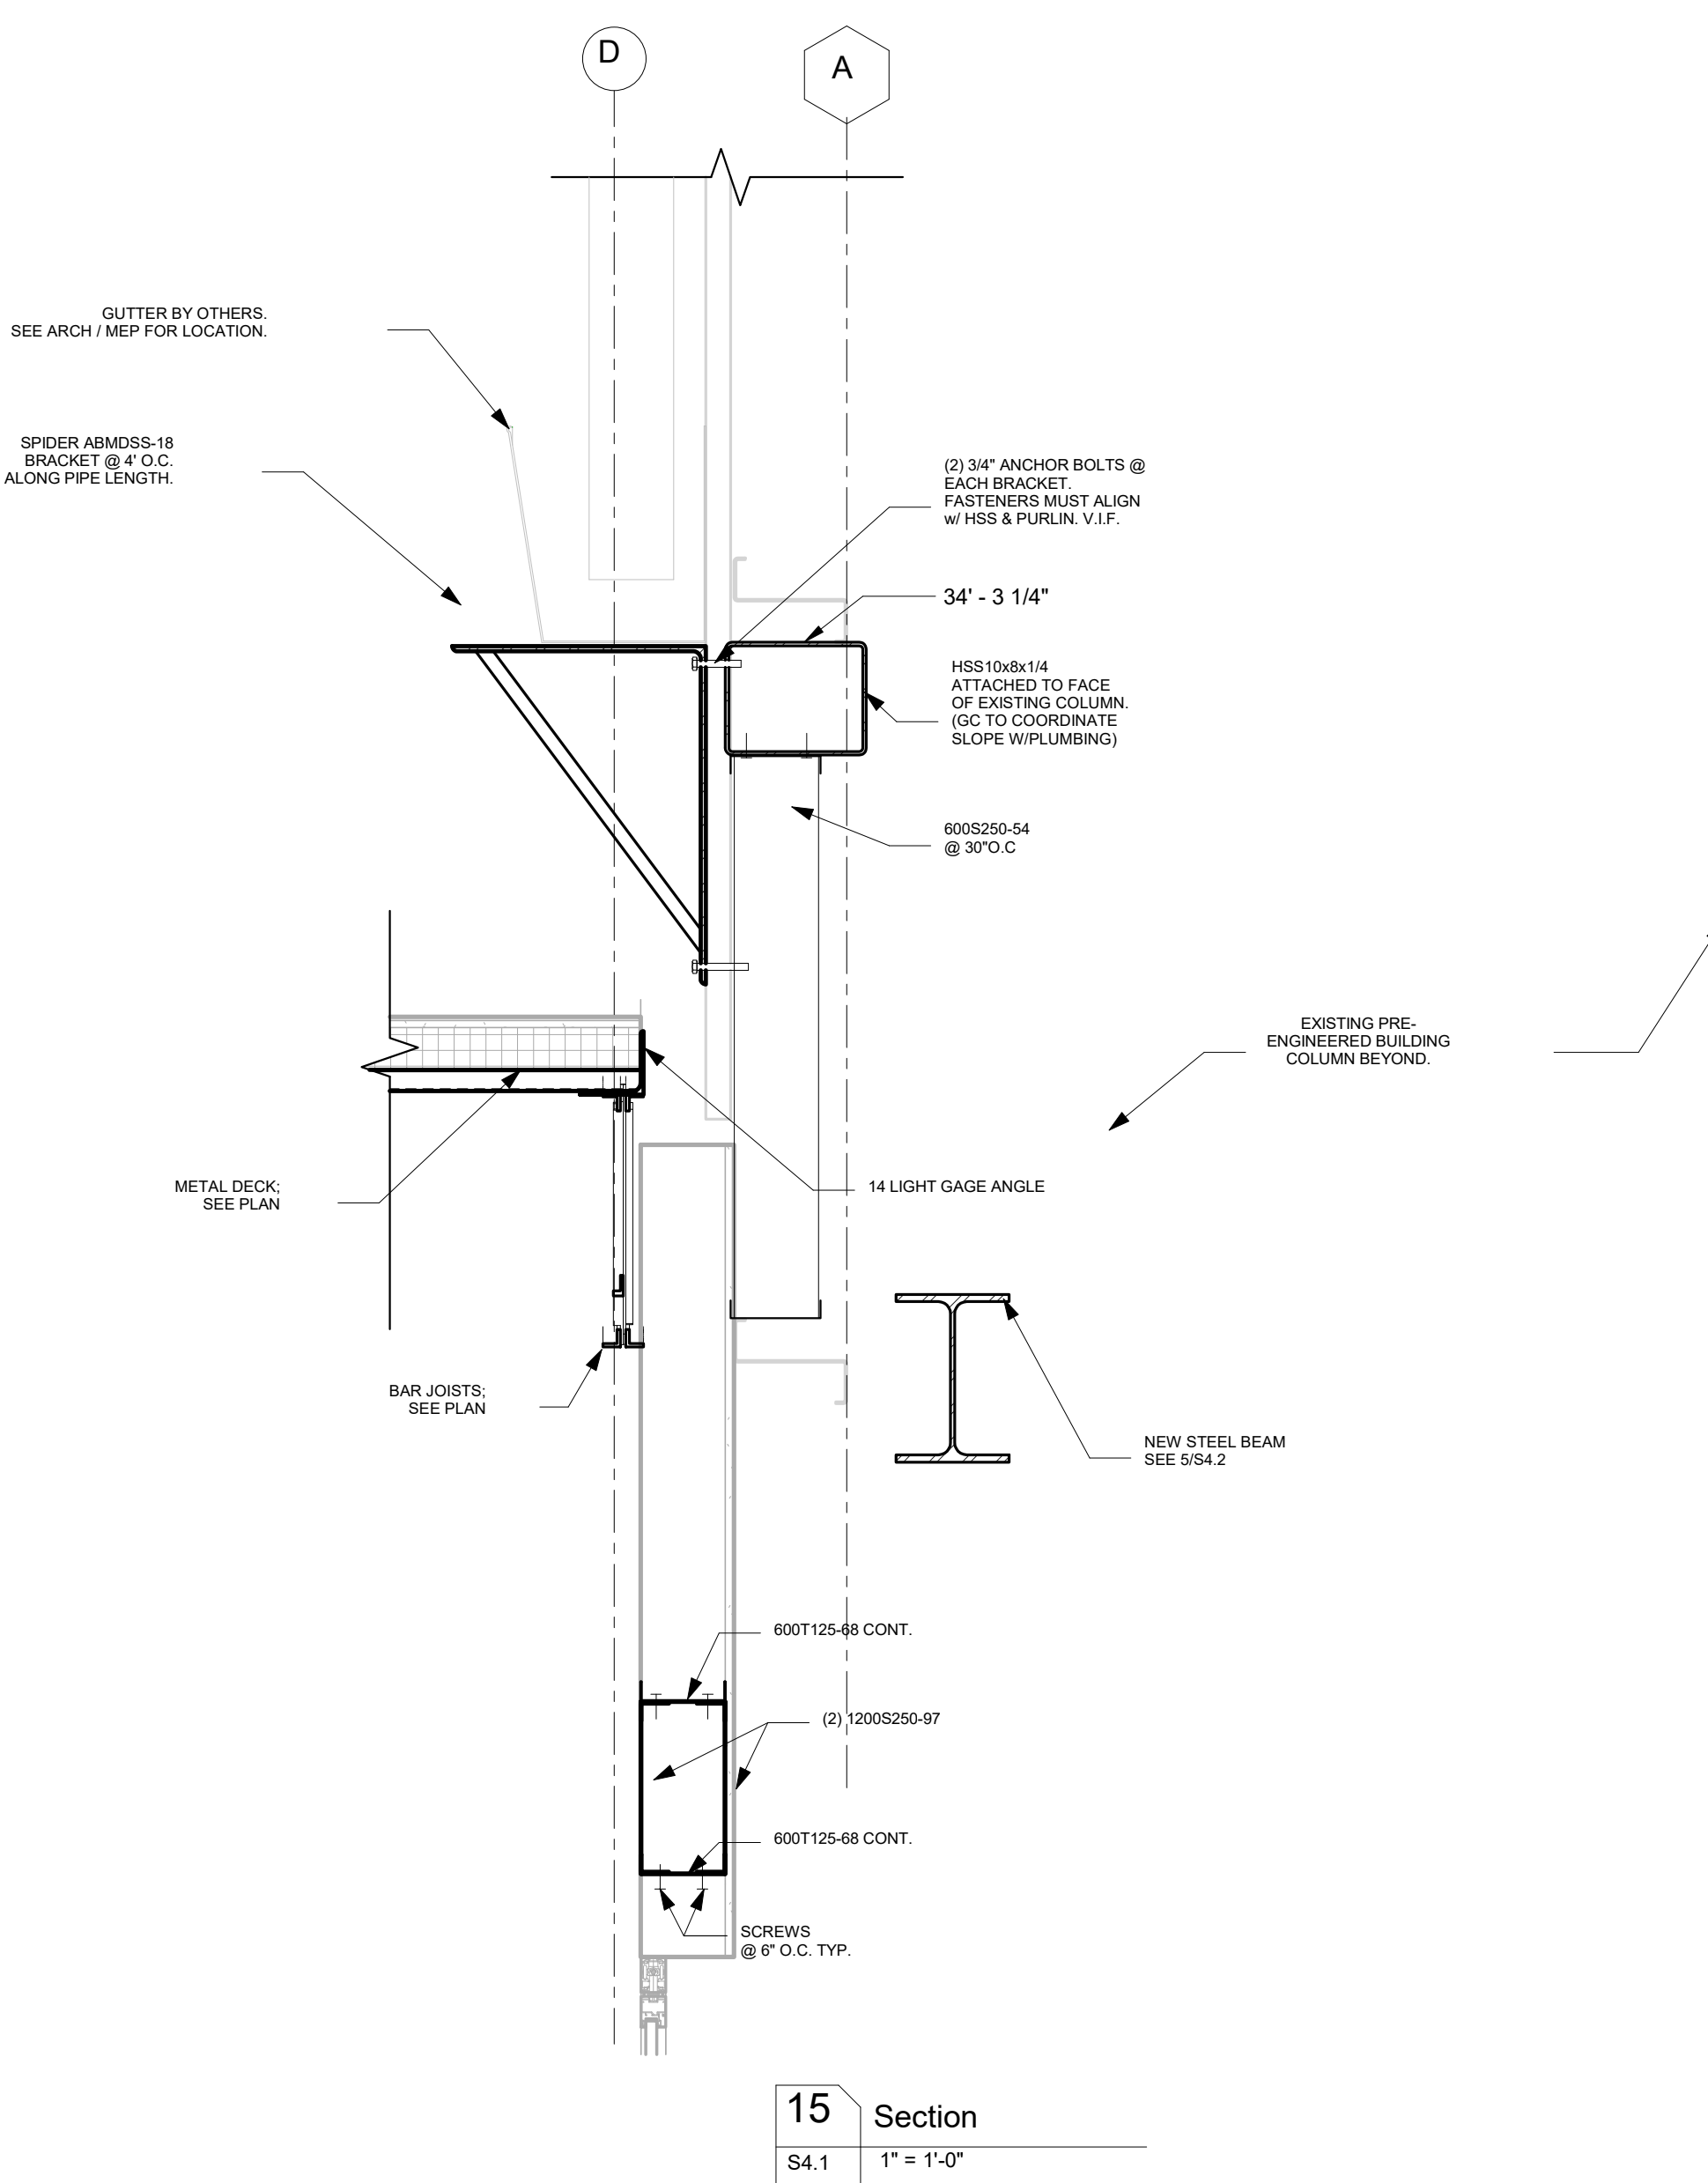 D
A
GUTTER BY OTHERS.
SEE ARCH / MEP FOR LOCATION.
SPIDER ABMDSS-18
BRACKET @ 4' O.C.
ALONG PIPE LENGTH.
(2) 3/4" ANCHOR BOLTS @
EACH BRACKET.
FASTENERS MUST ALIGN
w/ HSS & PURLIN. V.I.F.
34' - 3 1/4"
HSS10x8x1/4
ATTACHED TO FACE
OF EXISTING COLUMN.
(GC TO COORDINATE
SLOPE W/PLUMBING)
600S250-54
@ 30"O.C
EXISTING PRE-
ENGINEERED BUILDING
COLUMN BEYOND.
METAL DECK;
SEE PLAN
14 LIGHT GAGE ANGLE
BAR JOISTS;
SEE PLAN
NEW STEEL BEAM
SEE 5/S4.2
600T125-68 CONT.
(2) 1200S250-97
600T125-68 CONT.
SCREWS
@ 6" O.C. TYP.
15
Section
S4.1
1" = 1'-0"